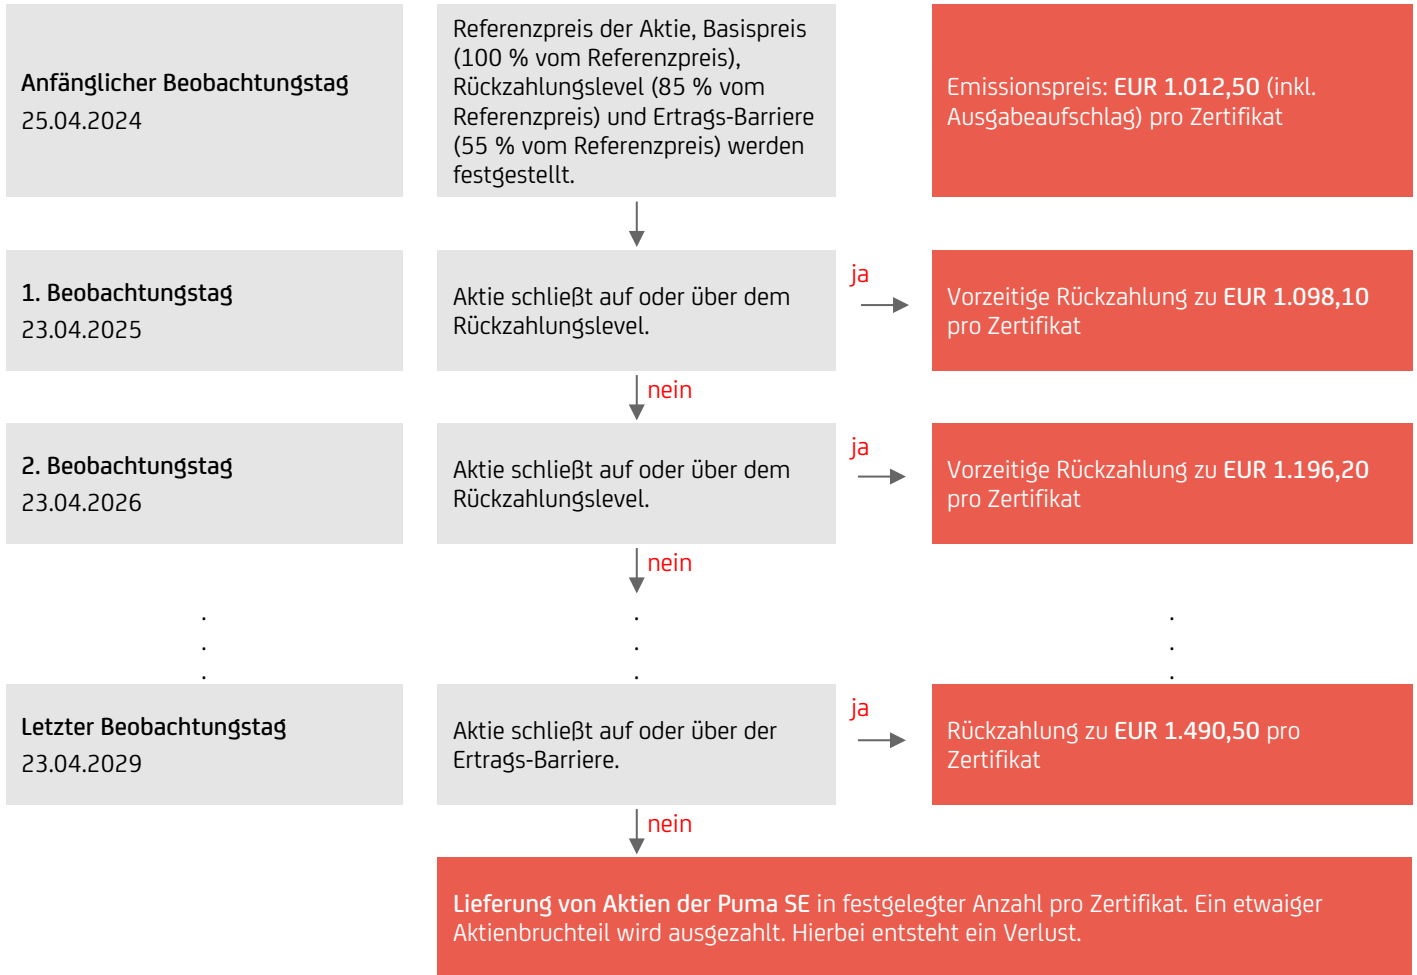 Anfänglicher Beobachtungstag
25.04.2024
Referenzpreis der Aktie, Basispreis
(100 % vom Referenzpreis),
Rückzahlungslevel (85 % vom
Referenzpreis) und Ertrags-Barriere
(55 % vom Referenzpreis) werden
festgestellt.
Emissionspreis: EUR 1.012,50 (inkl.
Ausgabeaufschlag) pro Zertifikat
1. Beobachtungstag
23.04.2025
Aktie schließt auf oder über dem
Rückzahlungslevel.
ja
Vorzeitige Rückzahlung zu EUR 1.098,10
pro Zertifikat
nein
2. Beobachtungstag
23.04.2026
Aktie schließt auf oder über dem
Rückzahlungslevel.
ja
Vorzeitige Rückzahlung zu EUR 1.196,20
pro Zertifikat
nein
. . .
. . .
. . .
Letzter Beobachtungstag
23.04.2029
Aktie schließt auf oder über der
Ertrags-Barriere.
ja
Rückzahlung zu EUR 1.490,50 pro
Zertifikat
nein
Lieferung von Aktien der Puma SE in festgelegter Anzahl pro Zertifikat. Ein etwaiger
Aktienbruchteil wird ausgezahlt. Hierbei entsteht ein Verlust.